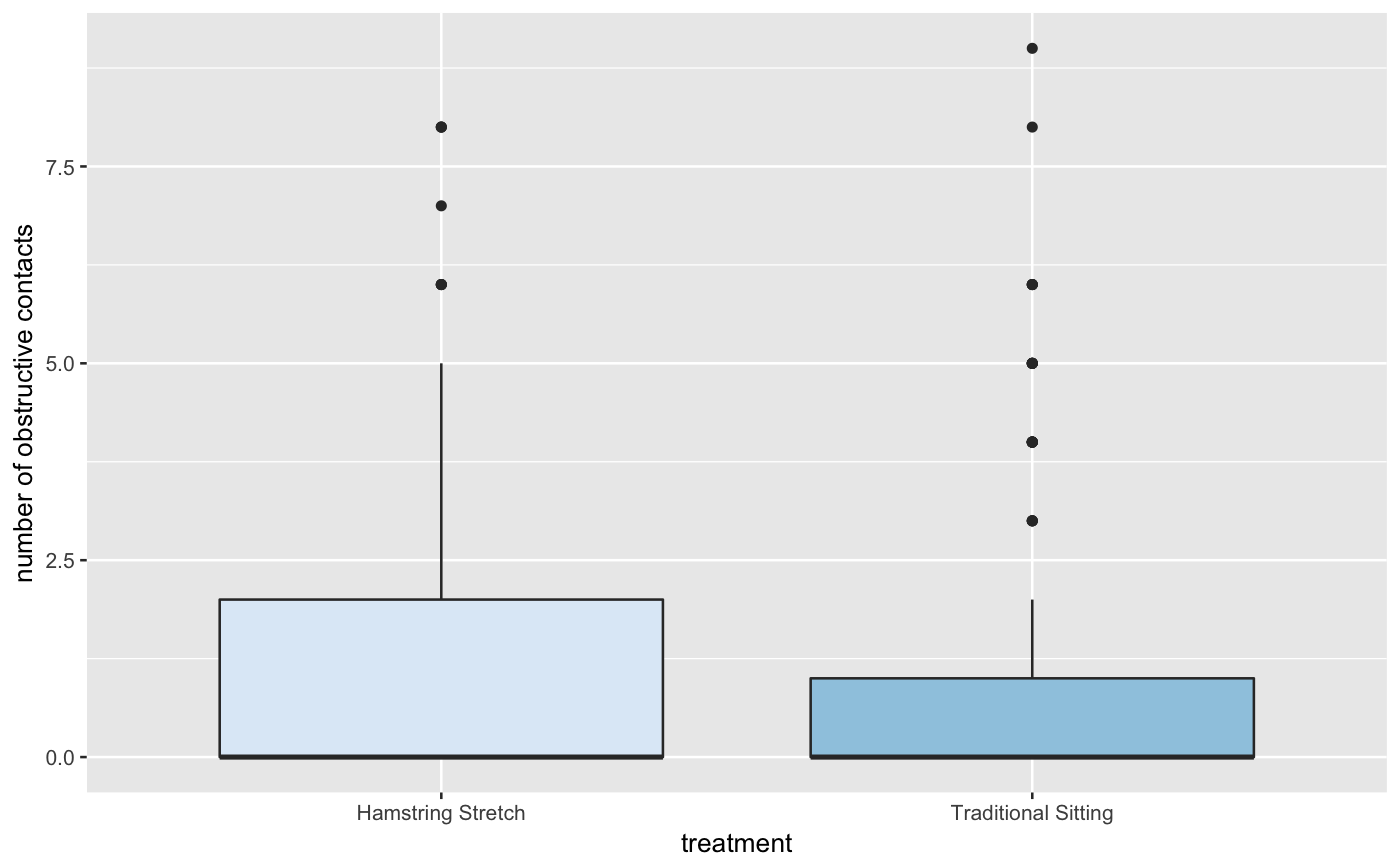 number of obstructive contacts
7.5
5.0
2.5
0.0
Hamstring Stretch
Traditional Sitting
treatment